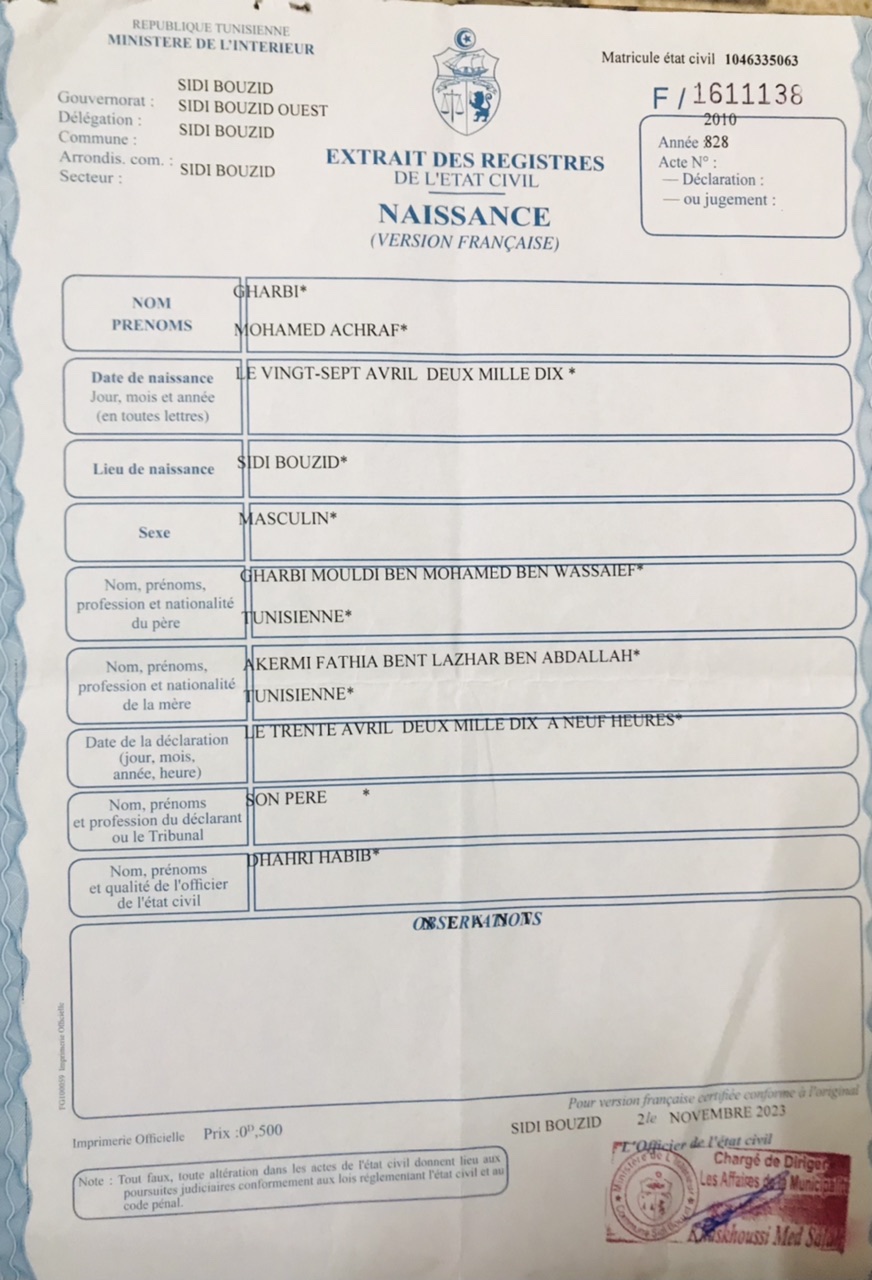 REPUBLIQUE TUNISIENNE
MINISTERE DE L'INTERIEUR
Matricule état civil 1046335063
F / 1611138
Gouvernorat : SIDI BOUZID
Délégation : SIDI BOUZID OUEST
Commune : SIDI BOUZID
Arrondis. com. :
Secteur : SIDI BOUZID
2010
Année : 828
Acte N° :
— Déclaration :
— ou jugement :
EXTRAIT DES REGISTRES
DE L'ETAT CIVIL
NAISSANCE
(VERSION FRANÇAISE)
NOM GHARBI*
PRENOMS MOHAMED ACHRAF*
Date de naissance LE VINGT-SEPT AVRIL DEUX MILLE DIX *
Jour, mois et année
(en toutes lettres)
Lieu de naissance SIDI BOUZID*
Sexe MASCULIN*
Nom, prénoms, GHARBI MOULDI BEN MOHAMED BEN WASSAIEF*
profession et nationalité
du père TUNISIENNE*
Nom, prénoms, AKERMI FATHIA BENT LAZHAR BEN ABDALLAH*
profession et nationalité TUNISIENNE*
de la mère
Date de la déclaration LE TRENTE AVRIL DEUX MILLE DIX A NEUF HEURES*
(jour, mois,
année, heure)
Nom, prénoms SON PERE *
et profession du déclarant
ou le Tribunal
Nom, prénoms DHAHRI HABIB*
et qualité de l'officier
de l'état civil
OBSERVATIONS
FG100039 Imprimerie Officielle
Pour version française certifiée conforme à l'original
Imprimerie Officielle Prix :0ᴰ,500
SIDI BOUZID 2le NOVEMBRE 2023
L'Officier de l'état civil
Note : Tout faux, toute altération dans les actes de l'état civil donnent lieu aux
poursuites judiciaires conformement aux lois réglementant l'état civil et au
code pénal.
Chargé de Diriger
Les Affaires de la Municipalité
Med
Ministère de L'Intérieur
Commune Sidi Bouzid